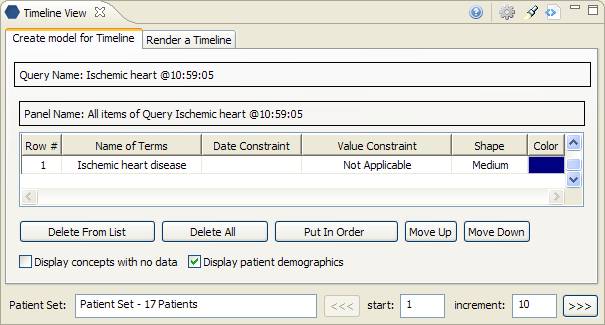 Timeline View
Create model for Timeline Render a Timeline
Query Name: Ischemic heart @10:59:05
Panel Name: All items of Query Ischemic heart @10:59:05
Row # Name of Terms Date Constraint Value Constraint Shape Color
1 Ischemic heart disease Not Applicable Medium
Delete From List Delete All Put In Order Move Up Move Down
Display concepts with no data Display patient demographics
Patient Set: Patient Set - 17 Patients <<< start: 1 increment: 10 >>>